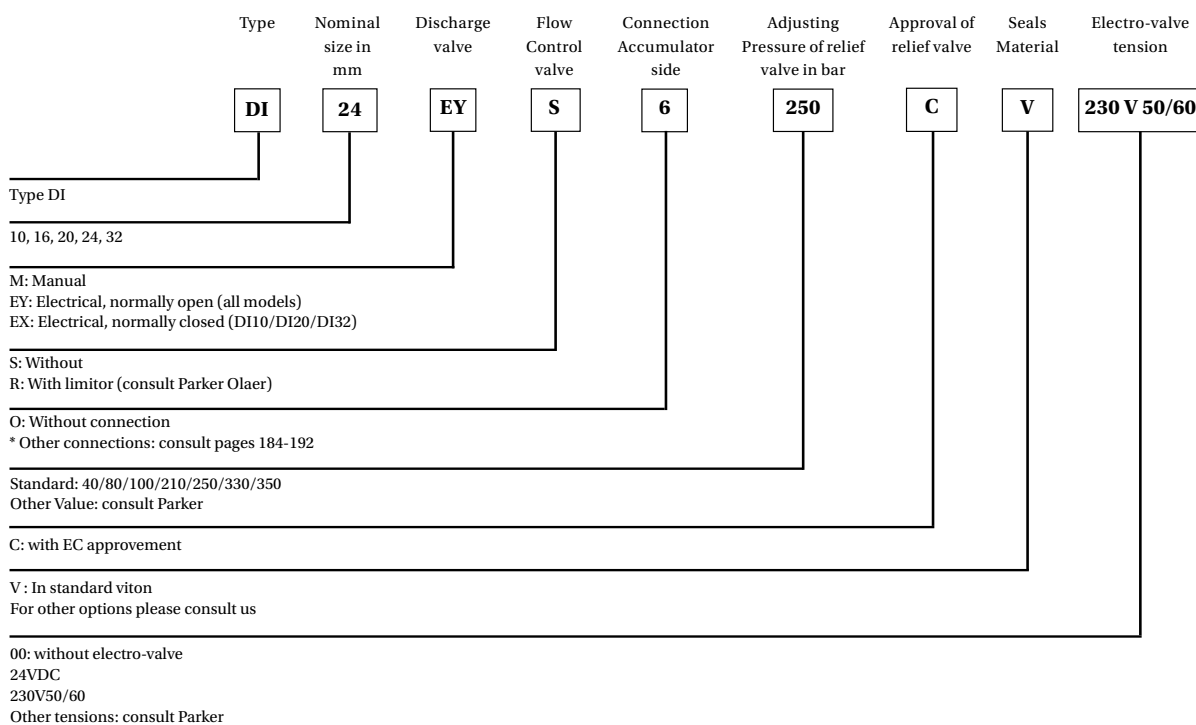 Type
Nominal
size in
mm
Discharge
valve
Flow
Control
valve
Connection
Accumulator
side
Adjusting
Pressure of relief
valve in bar
Approval of
relief valve
Seals
Material
Electro-valve
tension
DI
24
EY
S
6
250
C
V
230 V 50/60
Type DI
10, 16, 20, 24, 32
M: Manual
EY: Electrical, normally open (all models)
EX: Electrical, normally closed (DI10/DI20/DI32)
S: Without
R: With limitor (consult Parker Olaer)
O: Without connection
* Other connections: consult pages 184-192
Standard: 40/80/100/210/250/330/350
Other Value: consult Parker
C: with EC approvement
V : In standard viton
For other options please consult us
00: without electro-valve
24VDC
230V50/60
Other tensions: consult Parker